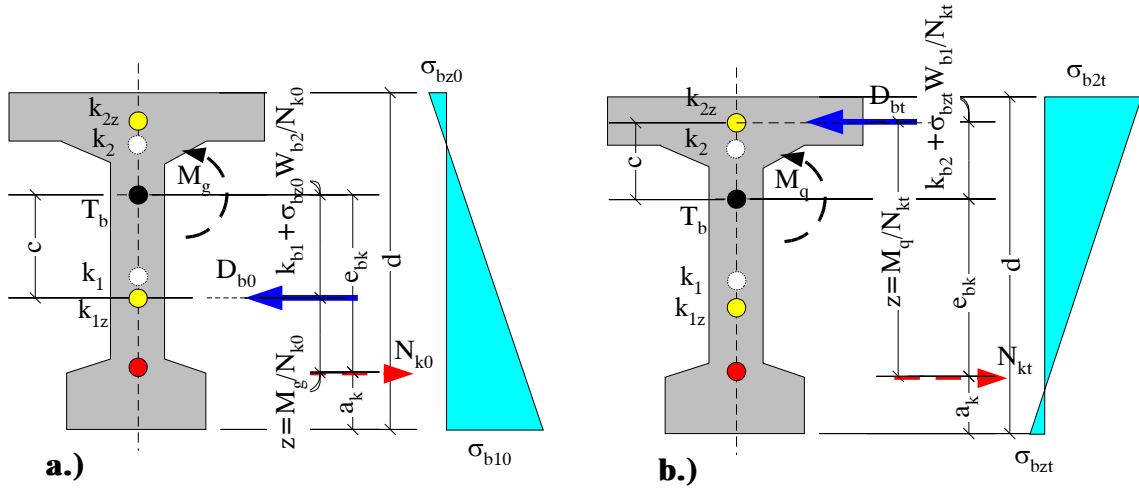 σbz0
k2z
k2
Mg
Tb
c
k1
k1z
Db0
kb1 + σbz0 Wb2/Nk0
z=Mg/Nk0
ebk
ak
d
Nk0
σb10
a.)
σb2t
k2z
k2
Dbt
kb2 + σbzt Wb1/Nkt
Mq
Tb
c
k1
k1z
z=Mq/Nkt
ebk
ak
d
Nkt
σbzt
b.)